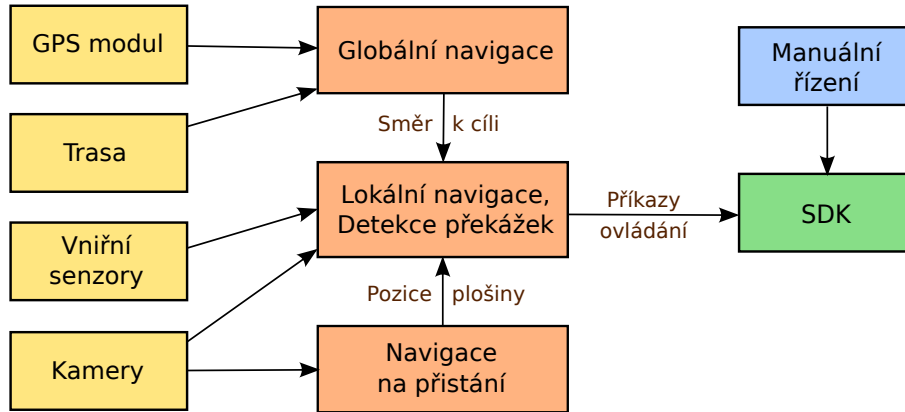 GPS modul
Globální navigace
Manuální
řízení
Směr k cíli
Trasa
Lokální navigace,
Detekce překážek
Příkazy
ovládání
SDK
Vniřní
senzory
Pozice plošiny
Kamery
Navigace
na přistání